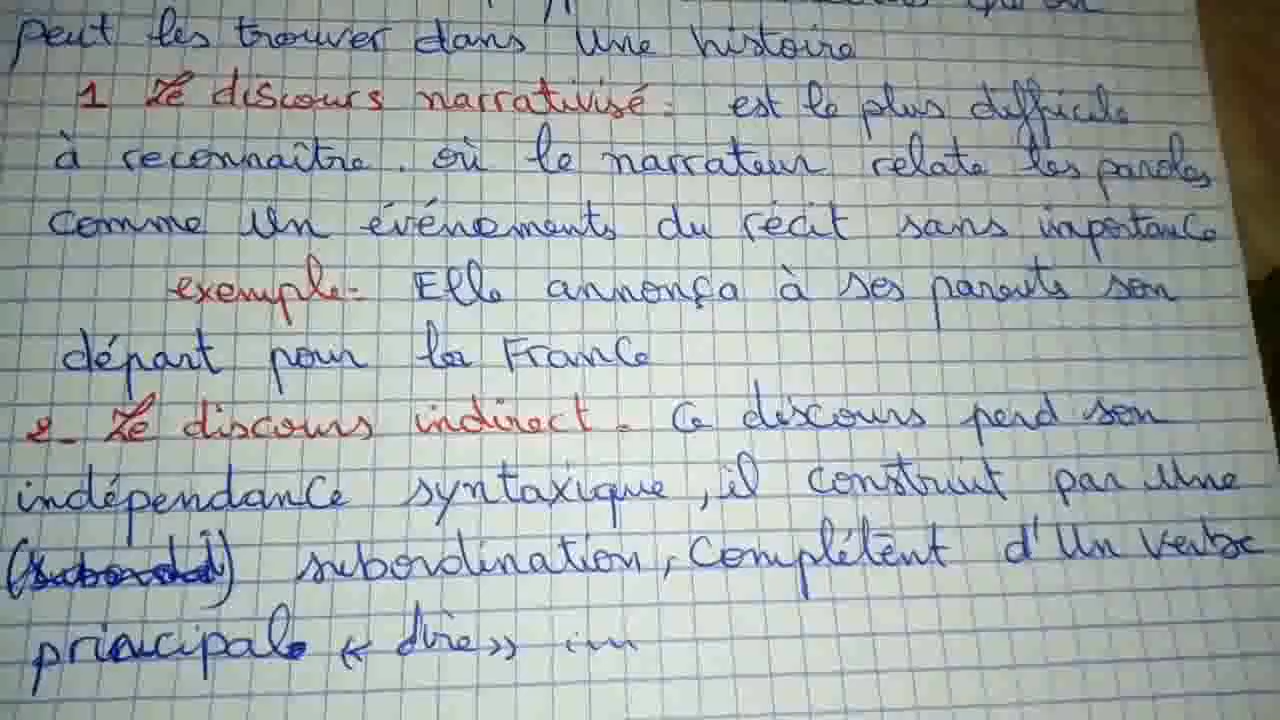 peut les trouver dans une histoire
1 Le discours narrativisé : est le plus difficile
à reconnaître. où le narrateur relate les paroles
comme un événements du récit sans importance
exemple - Elle annonça à ses parents son
départ pour la France
2 - Le discours indirect - Ce discours perd son
indépendance syntaxique, il construit par une
subordination, complétent d'un verbe
principale « dire »